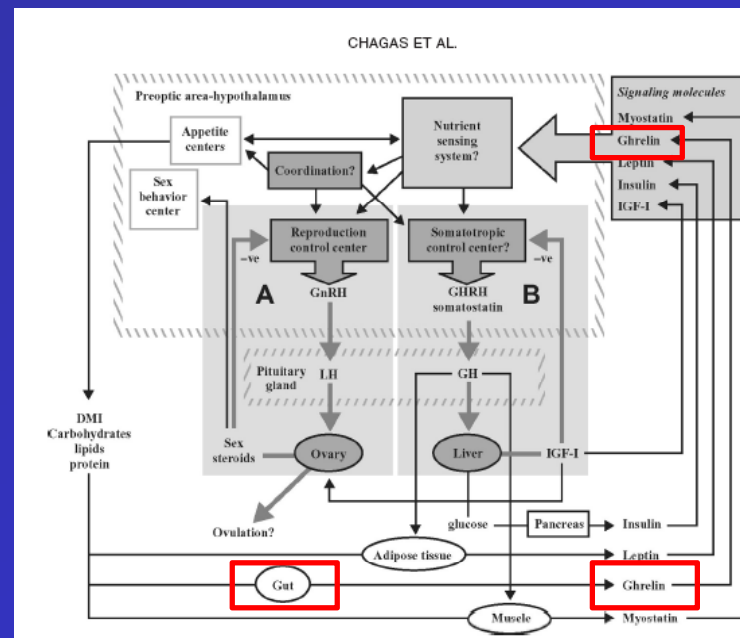 CHAGAS ET AL.
Preoptic area-hypothalamus
Signaling molecules
Myostatin
Ghrelin
Leptin
Insulin
IGF-I
Appetite
centers
Nutrient
sensing
system?
Coordination?
Sex
behavior
center
Reproduction
control center
Somatotropic
control center?
–ve
–ve
A
B
GnRH
GHRH
somatostatin
Pituitary
gland
LH
GH
DMI
Carbohydrates
lipids
protein
Sex
steroids
Ovary
Liver
IGF-I
Ovulation?
glucose
Pancreas
Insulin
Adipose tissue
Leptin
Gut
Ghrelin
Muscle
Myostatin